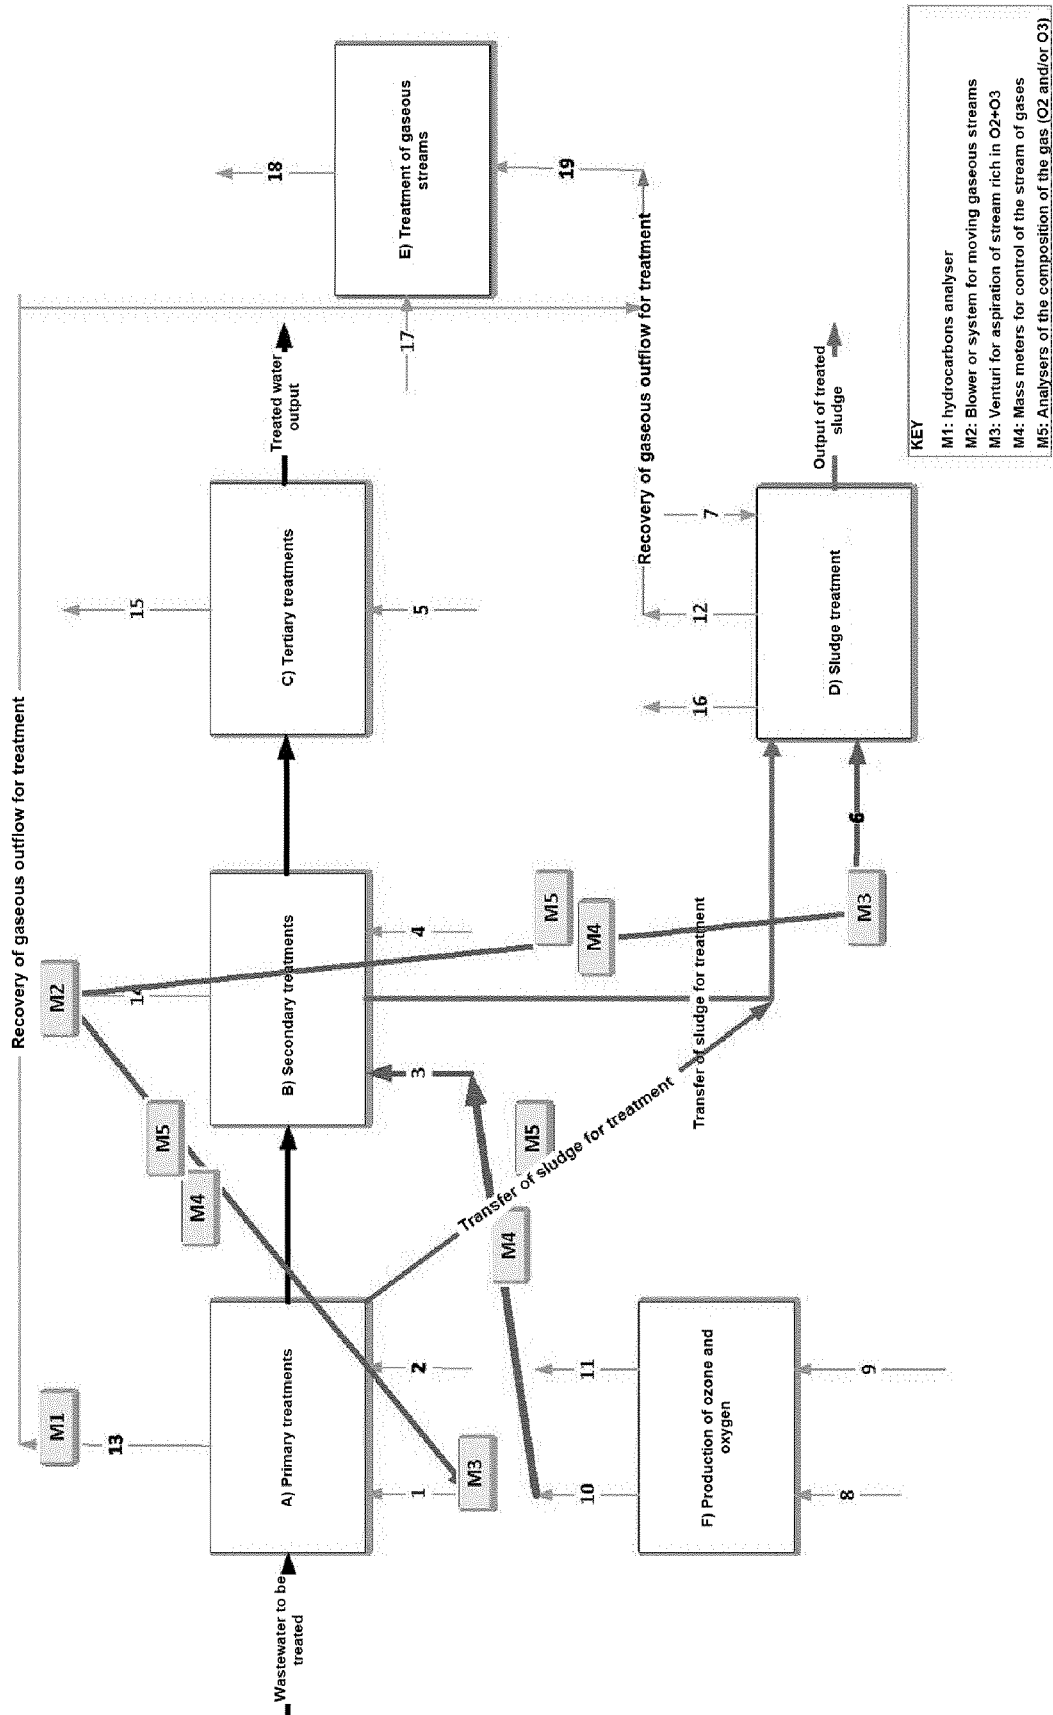 Recovery of gaseous outflow for treatment
M1
13
M2
14
15
18
M5
M4
Wastewater to be
treated
A) Primary treatments
B) Secondary treatments
C) Tertiary treatments
Treated water
output
E) Treatment of gaseous
streams
17
19
1
2
3
4
5
M3
M4
M5
M4
M5
Transfer of sludge for treatment
Transfer of sludge for treatment
Recovery of gaseous outflow for treatment
10
11
16
12
7
F) Production of ozone and
oxygen
8
9
M3
6
D) Sludge treatment
Output of treated
sludge
KEY
M1: hydrocarbons analyser
M2: Blower or system for moving gaseous streams
M3: Venturi for aspiration of stream rich in O2+O3
M4: Mass meters for control of the stream of gases
M5: Analysers of the composition of the gas (O2 and/or O3)